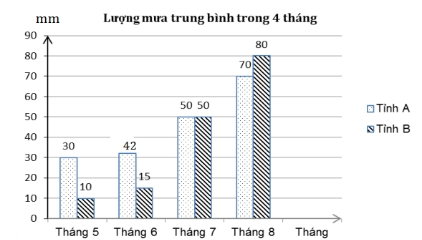 mm
Lượng mưa trung bình trong 4 tháng
90
80
70
60
50
40
30
20
10
0
30
10
42
15
50 50
70
80
Tháng 5
Tháng 6
Tháng 7
Tháng 8
Tháng
Tỉnh A
Tỉnh B